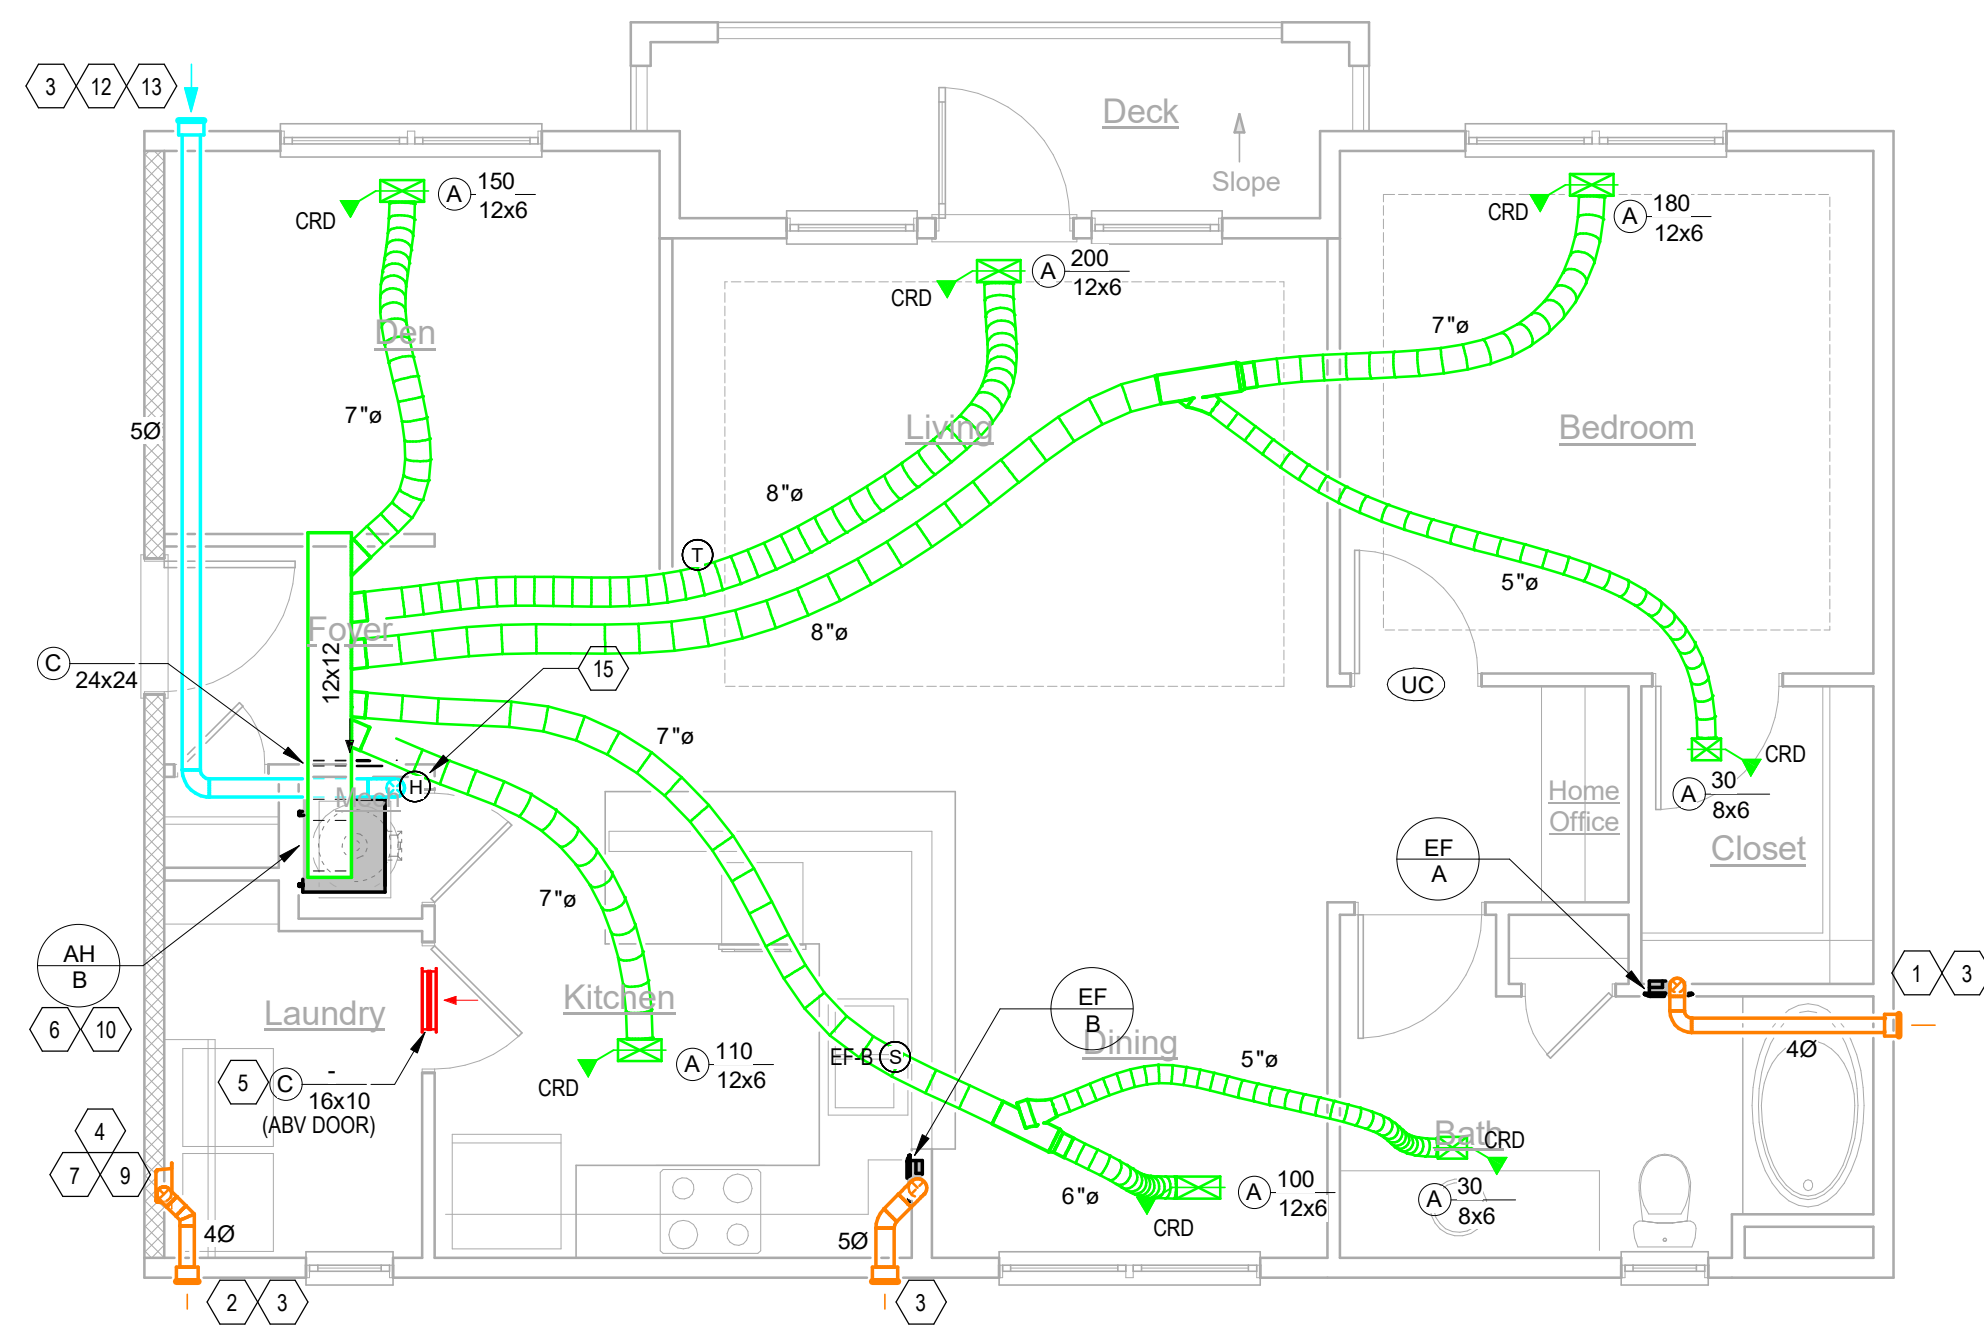 3 12 13
Deck
Slope
A 150
12x6
CRD
CRD
A 180
12x6
A 200
12x6
CRD
Den
7"ø
7"ø
5Ø
Living
Bedroom
8"ø
T
5"ø
8"ø
Foyer
12x12
C
24x24
15
UC
7"ø
CRD
H
Mech
A 30
8x6
Home
Office
Closet
EF
A
7"ø
AH
B
6 10
Laundry
Kitchen
EF
B
1 3
Dining
4Ø
EF-B S
5"ø
A 110
12x6
CRD
5 C -
16x10
(ABV DOOR)
4
7 9
Bath
CRD
6"ø
A 100
12x6
A 30
8x6
CRD
4Ø
5Ø
2 3
3